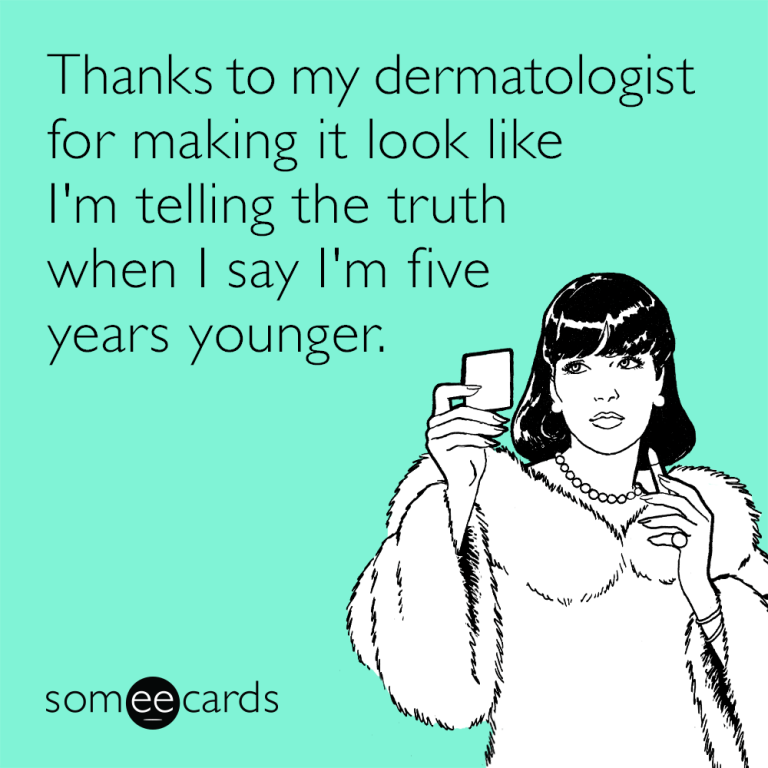 Thanks to my dermatologist
for making it look like
I'm telling the truth
when I say I'm five
years younger.
someecards